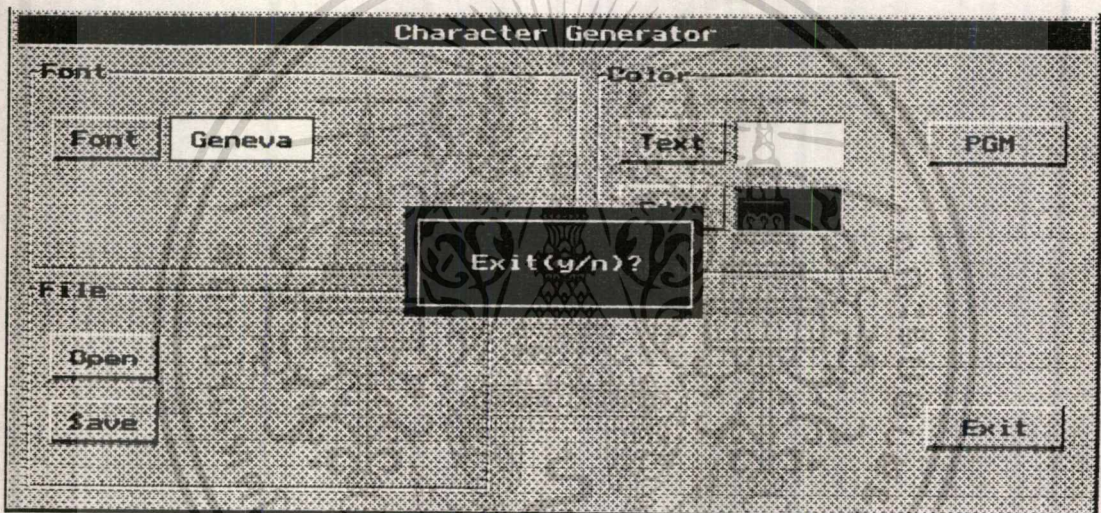 Character Generator
Font
Color
Font
Geneva
Text
PGM
Exit(y/n)?
File
Open
Save
Exit